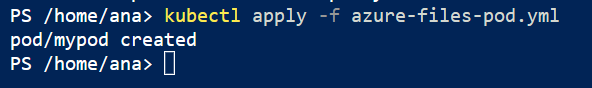 PS /home/ana> kubectl apply -f azure-files-pod.yml
pod/mypod created
PS /home/ana>